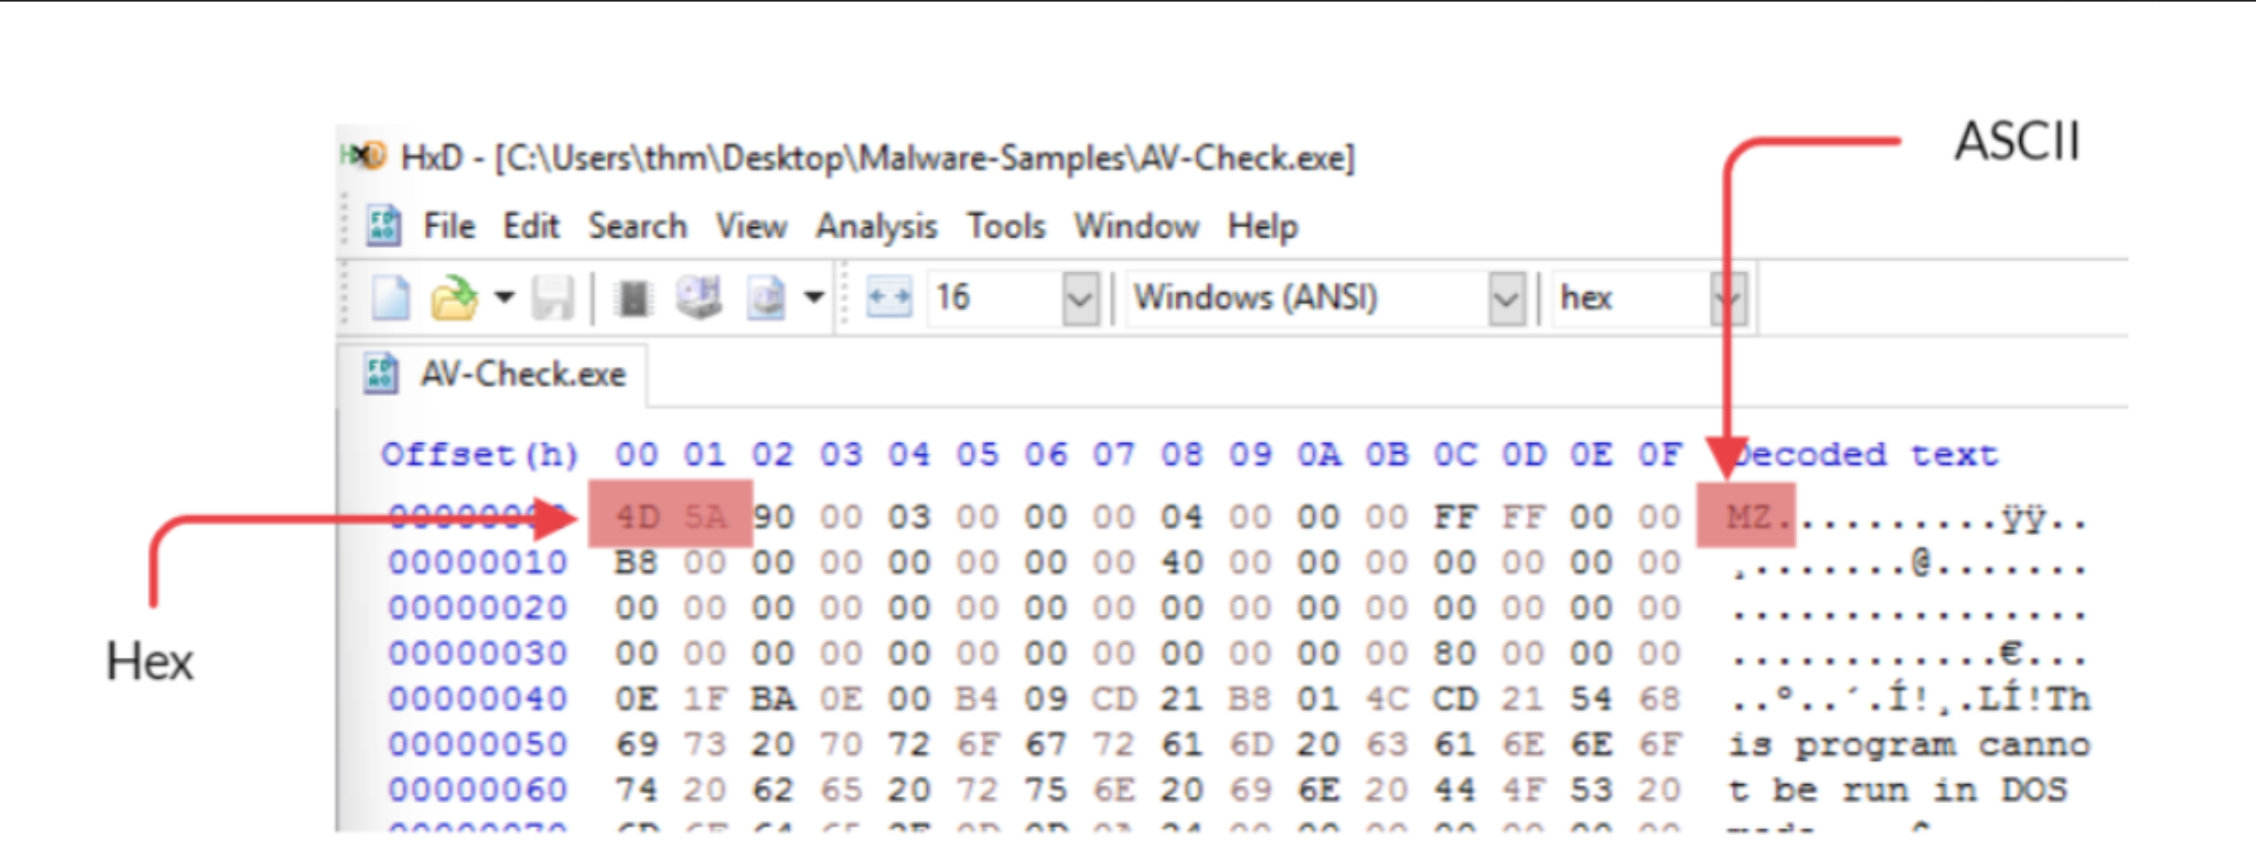 ASCII
HxD - [C:\Users\thm\Desktop\Malware-Samples\AV-Check.exe]
File Edit Search View Analysis Tools Window Help
16 Windows (ANSI) hex
AV-Check.exe
Offset(h) 00 01 02 03 04 05 06 07 08 09 0A 0B 0C 0D 0E 0F Decoded text
00000000 4D 5A 90 00 03 00 00 00 04 00 00 00 FF FF 00 00 MZ..........ÿÿ..
00000010 B8 00 00 00 00 00 00 00 40 00 00 00 00 00 00 00 ¸.......@.......
00000020 00 00 00 00 00 00 00 00 00 00 00 00 00 00 00 00 ................
00000030 00 00 00 00 00 00 00 00 00 00 00 00 80 00 00 00 ............€...
00000040 0E 1F BA 0E 00 B4 09 CD 21 B8 01 4C CD 21 54 68 ..º..´.Í!¸.LÍ!Th
00000050 69 73 20 70 72 6F 67 72 61 6D 20 63 61 6E 6E 6F is program canno
00000060 74 20 62 65 20 72 75 6E 20 69 6E 20 44 4F 53 20 t be run in DOS
Hex